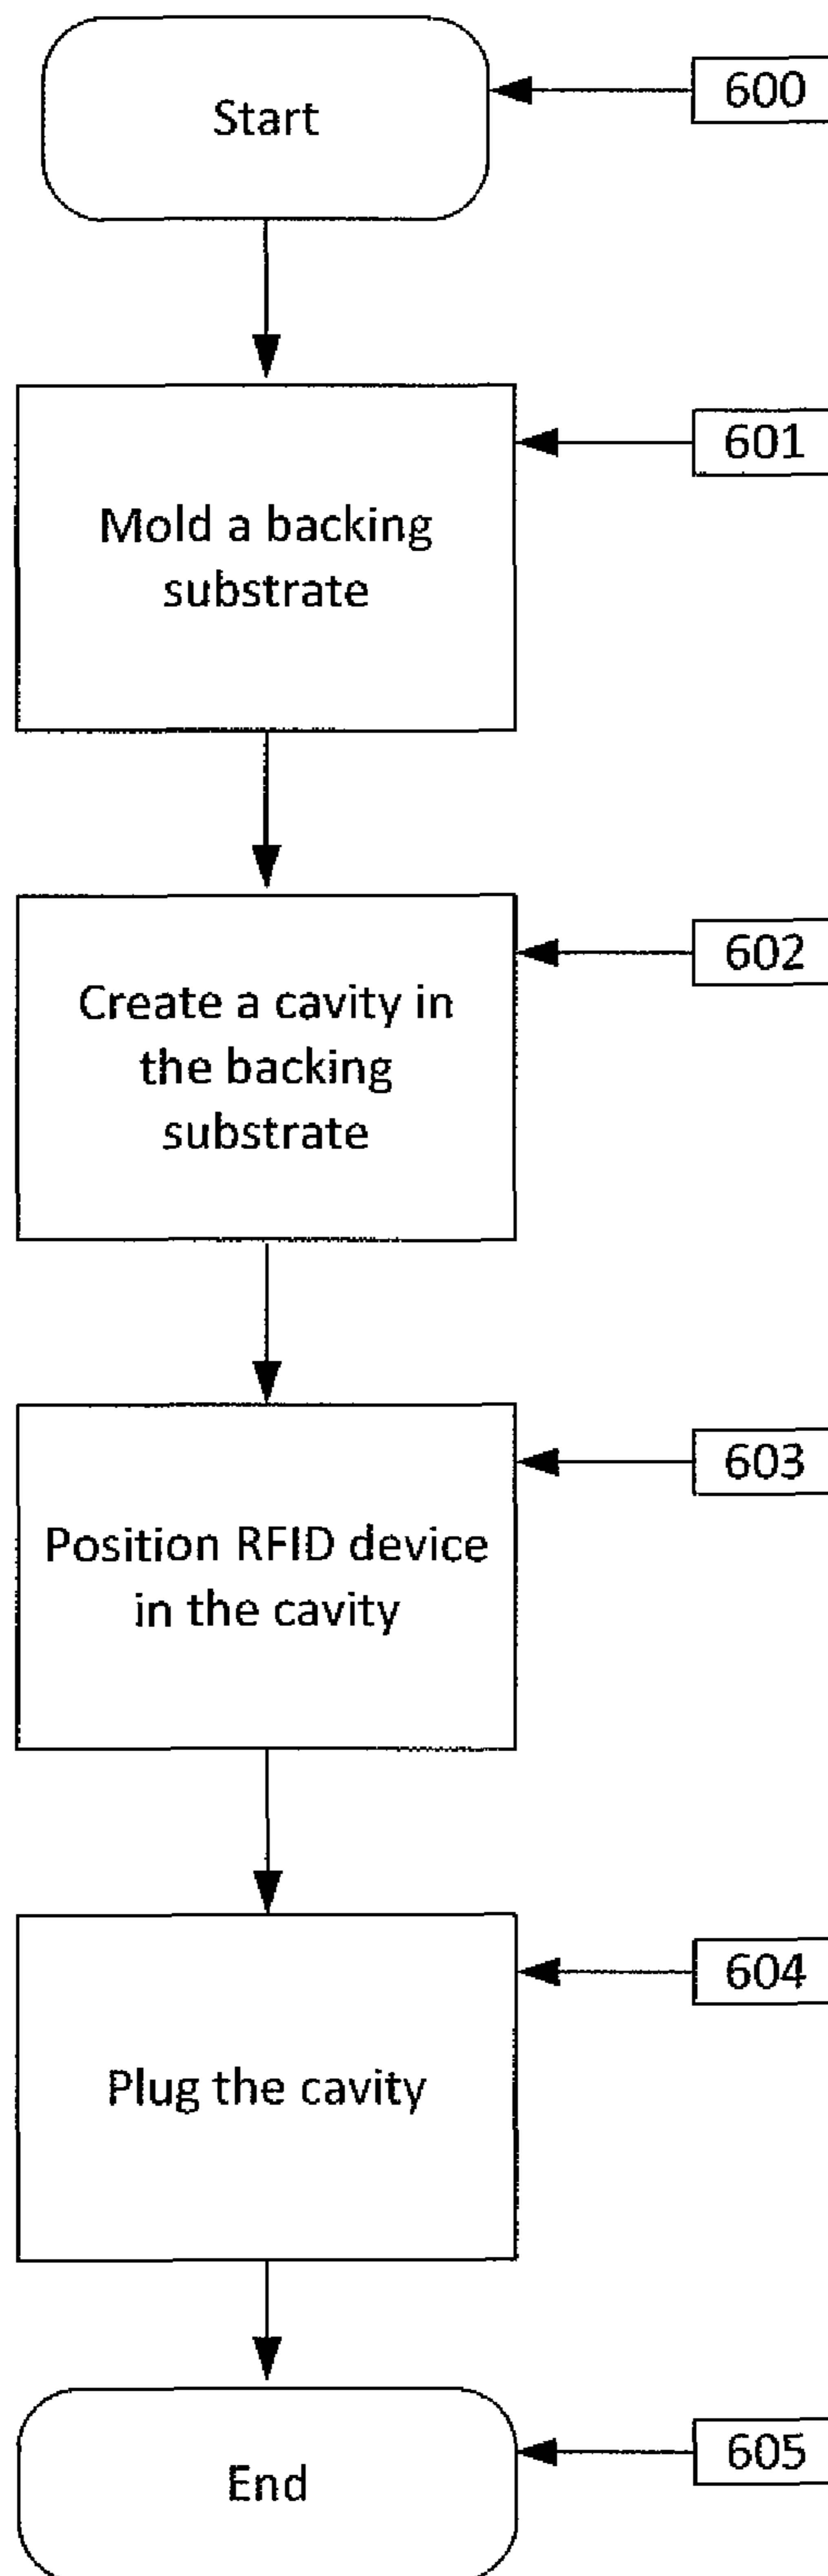 Start
600
Mold a backing
substrate
601
Create a cavity in
the backing
substrate
602
Position RFID device
in the cavity
603
Plug the cavity
604
End
605